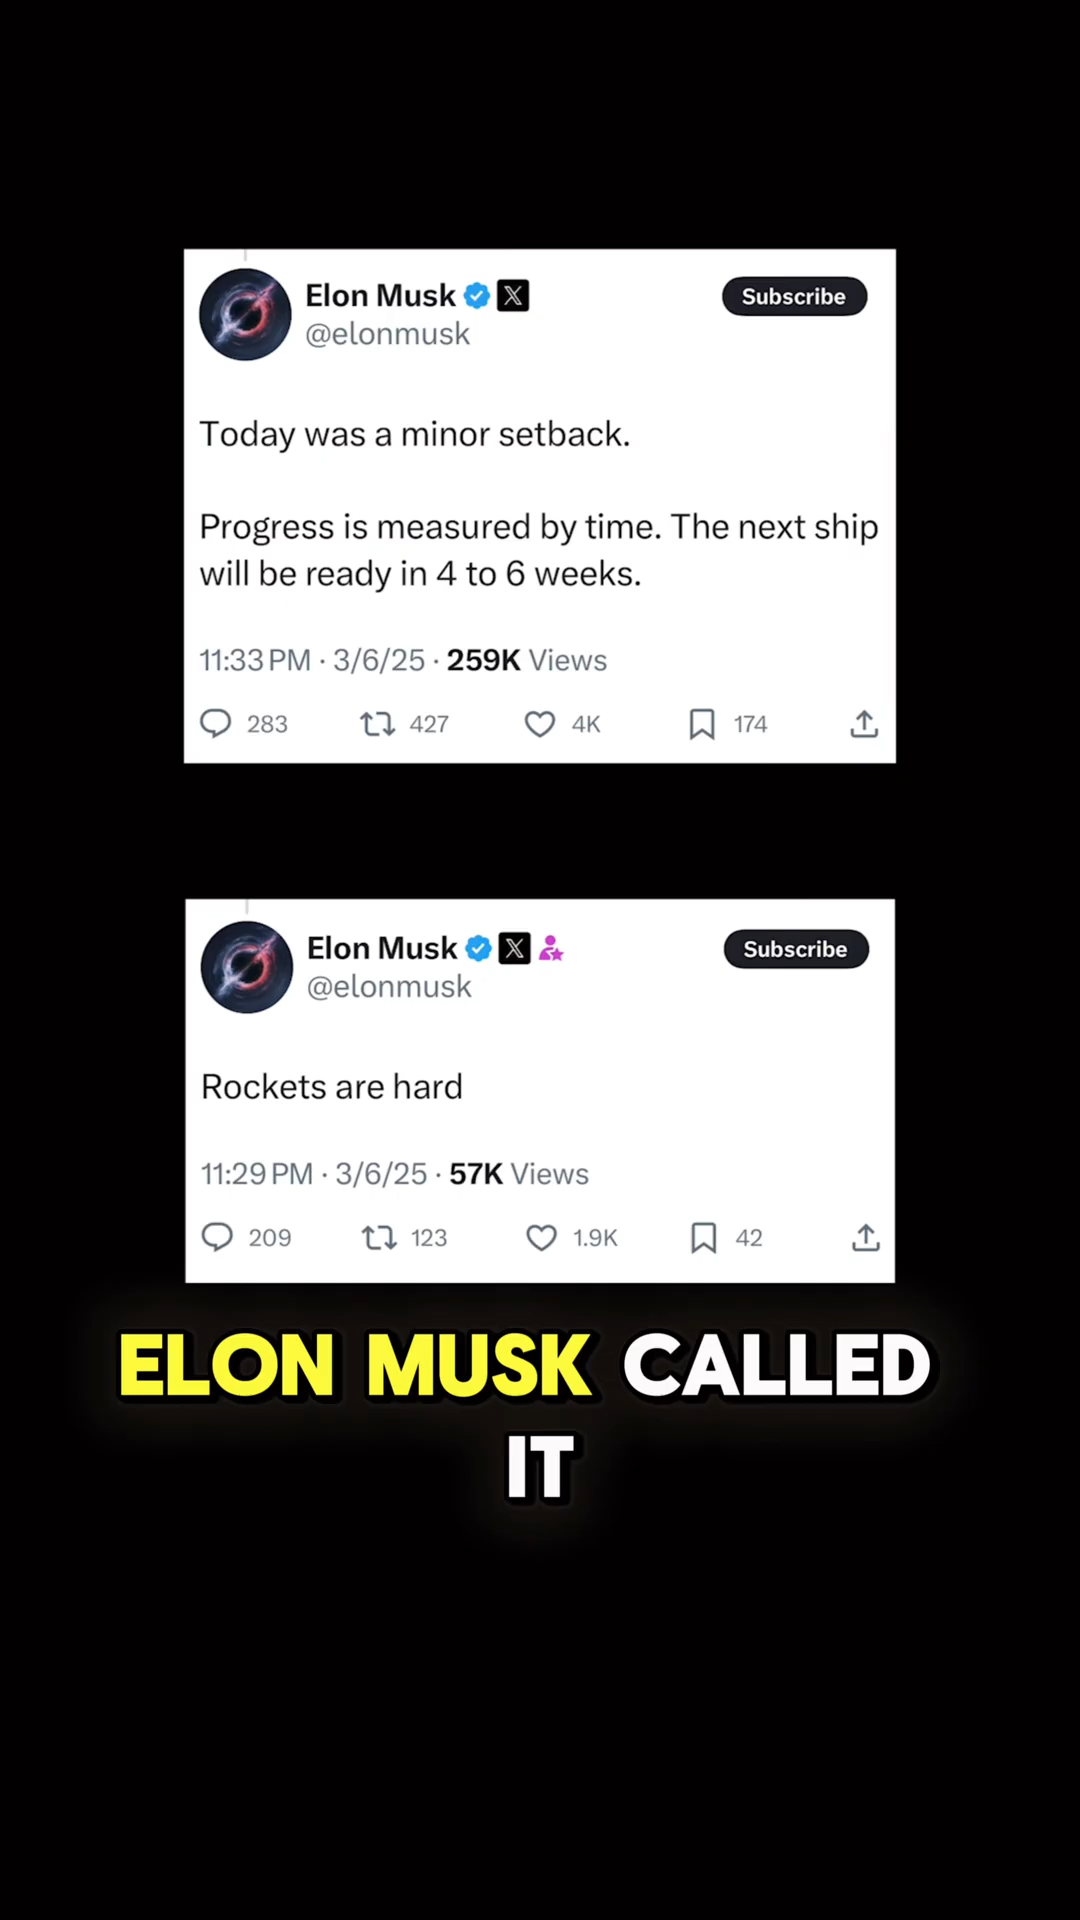 Elon Musk
Subscribe
@elonmusk
Today was a minor setback.
Progress is measured by time. The next ship
will be ready in 4 to 6 weeks.
11:33 PM · 3/6/25 · 259K Views
283 427 4K 174
Elon Musk
Subscribe
@elonmusk
Rockets are hard
11:29 PM · 3/6/25 · 57K Views
209 123 1.9K 42
ELON MUSK CALLED
IT